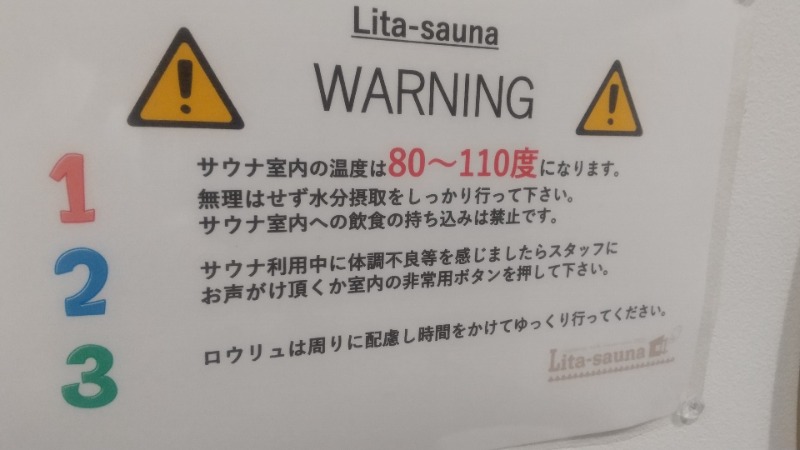 Lita-sauna
WARNING
1
サウナ室内の温度は80～110度になります。
無理はせず水分摂取をしっかり行って下さい。
サウナ室内への飲食の持ち込みは禁止です。
2
サウナ利用中に体調不良等を感じましたらスタッフに
お声がけ頂くか室内の非常用ボタンを押して下さい。
3
ロウリュは周りに配慮し時間をかけてゆっくり行ってください。
Lita-sauna